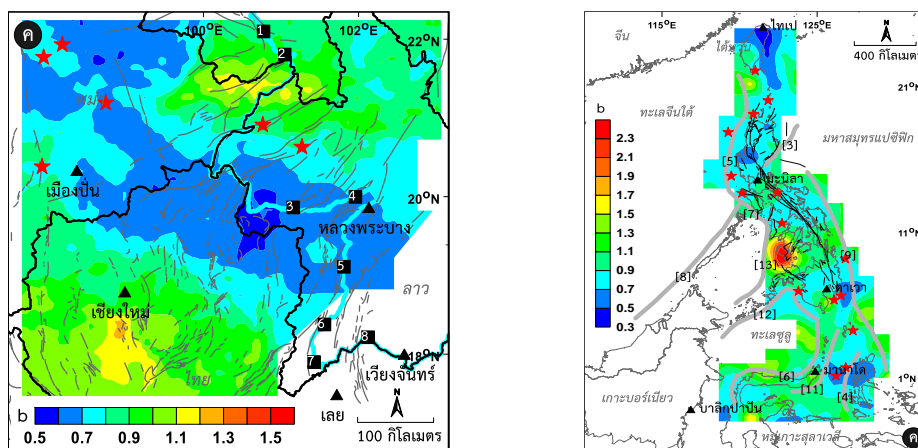 ค
100°E
102°E
1
22°N
2
เมืองปั่น
20°N
4
3
หลวงพระบาง
5
ลาว
เชียงใหม่
6
8
18°N
7
เวียงจันทร์
ไทย
เลย
N
b
0.5 0.7 0.9 1.1 1.3 1.5
100 กิโลเมตร
115°E
125°E
ไทเป
จีน
ไต้หวัน
N
400 กิโลเมตร
21°N
ทะเลจีนใต้
b
2.3
2.1
1.9
1.7
1.5
1.3
1.1
0.9
0.7
0.5
0.3
มหาสมุทรแปซิฟิก
[3]
[5]
มะนิลา
[7]
11°N
[13]
[9]
[8]
ดาเวา
[12]
ทะเลซูลู
[6]
มานาโด
1°N
[11]
[4]
เกาะบอร์เนียว
บาลิกปาปัน
หมู่เกาะสุลาเวสี